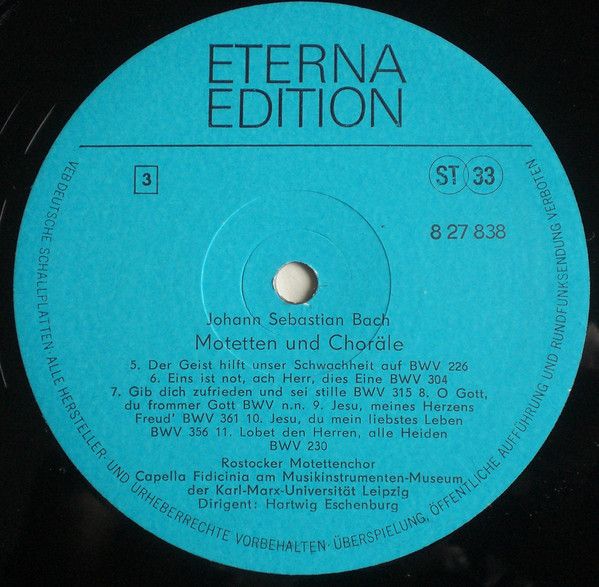 ETERNA
EDITION
3
ST 33
8 27 838
Johann Sebastian Bach
Motetten und Choräle
5. Der Geist hilft unser Schwachheit auf BWV 226
6. Eins ist not, ach Herr, dies Eine BWV 304
7. Gib dich zufrieden und sei stille BWV 315 8. O Gott,
du frommer Gott BWV n.n. 9. Jesu, meines Herzens
Freud' BWV 361 10. Jesu, du mein liebstes Leben
BWV 356 11. Lobet den Herren, alle Heiden
BWV 230
Rostocker Motettenchor
Capella Fidicinia am Musikinstrumenten-Museum
der Karl-Marx-Universität Leipzig
Dirigent: Hartwig Eschenburg
VEB DEUTSCHE SCHALLPLATTEN · ALLE HERSTELLER- UND URHEBERRECHTE VORBEHALTEN · ÜBERSPIELUNG, ÖFFENTLICHE AUFFÜHRUNG UND RUNDFUNKSENDUNG VERBOTEN